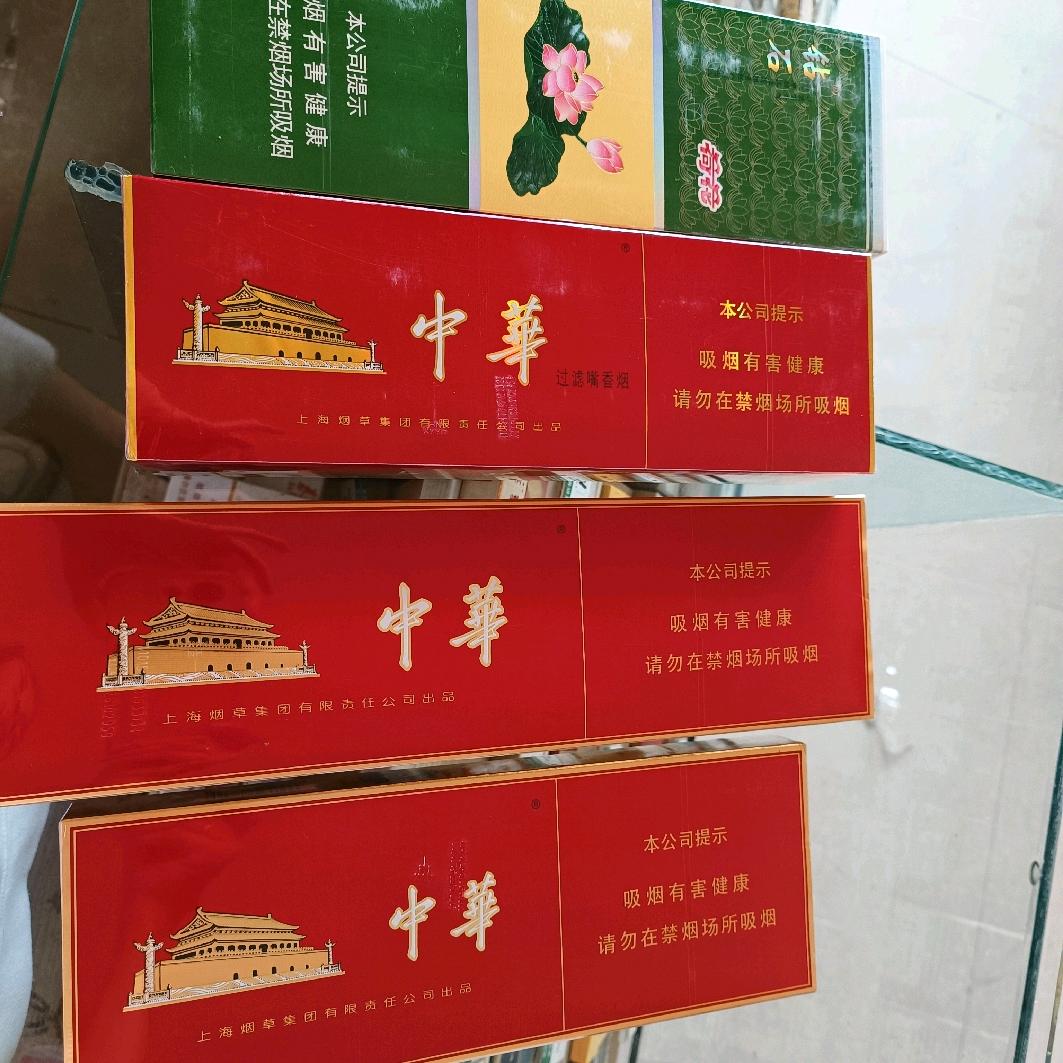 钻石
荷花
本公司提示
烟有害健康
在禁烟场所吸烟
®
中華
过滤嘴香烟
上海烟草集团有限责任公司出品
本公司提示
吸烟有害健康
请勿在禁烟场所吸烟
®
中華
上海烟草集团有限责任公司出品
本公司提示
吸烟有害健康
请勿在禁烟场所吸烟
®
中華
上海烟草集团有限责任公司出品
本公司提示
吸烟有害健康
请勿在禁烟场所吸烟